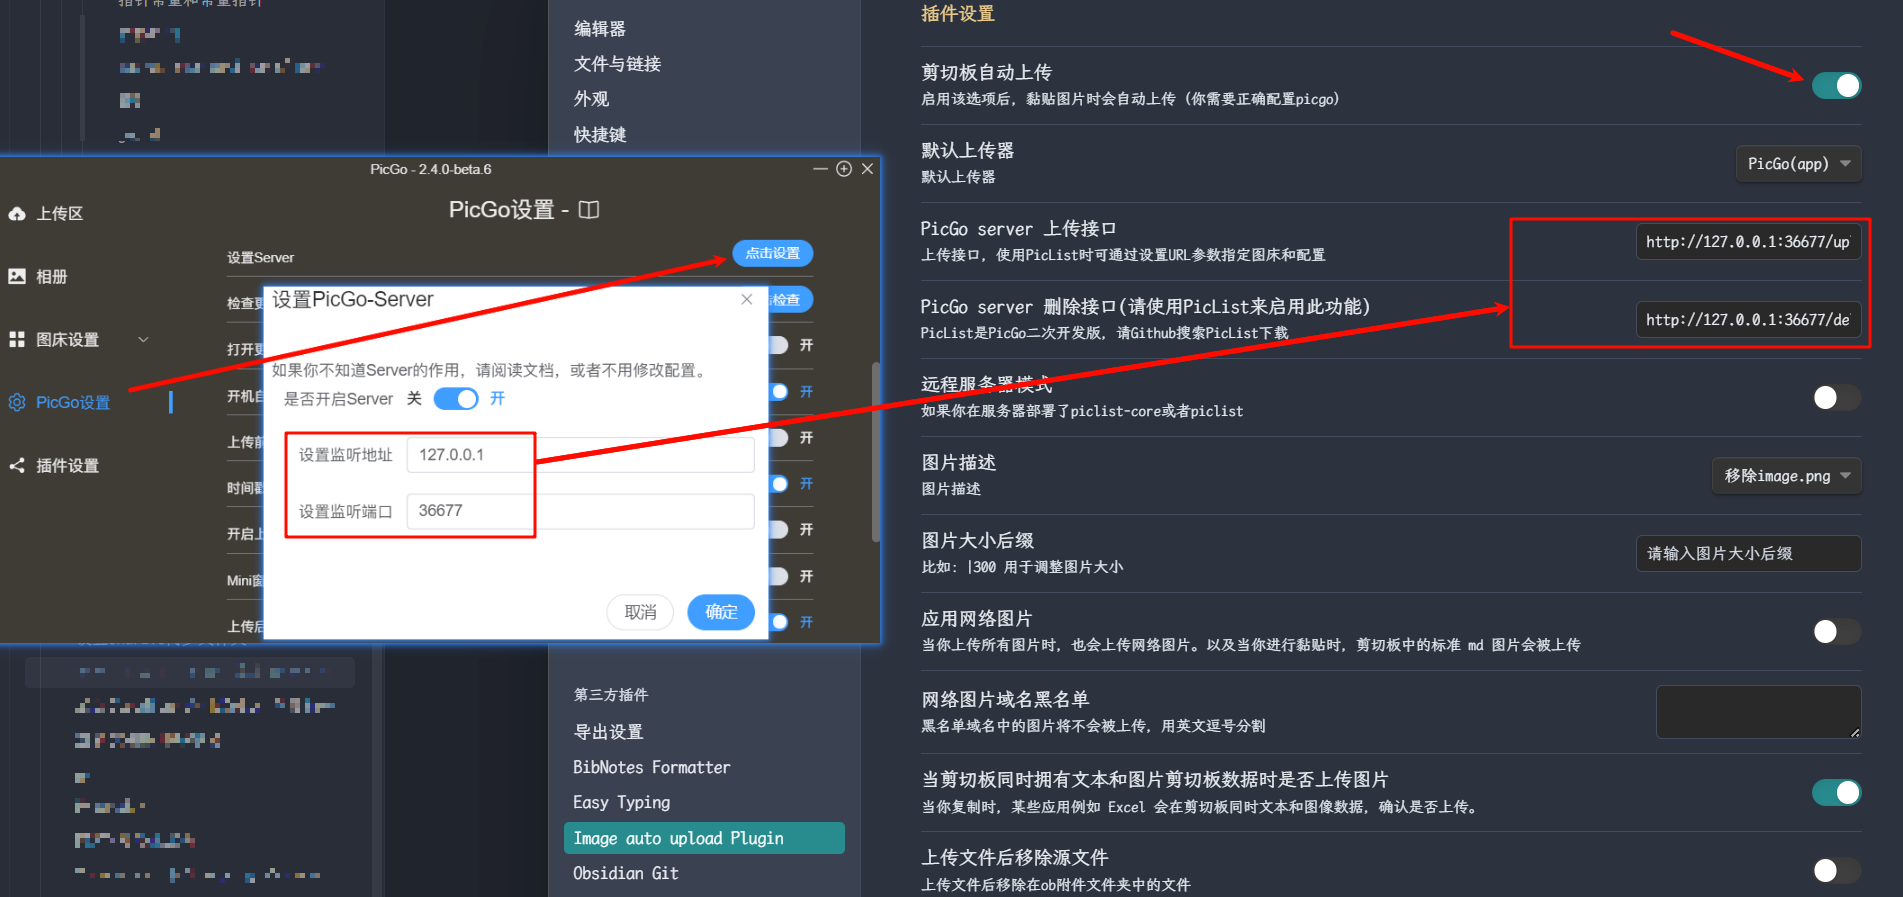 指针常量和常量指针
编辑器
文件与链接
外观
快捷键
PicGo - 2.4.0-beta.6
上传区
相册
图床设置
PicGo设置
插件设置
PicGo设置 -
设置Server
点击设置
检查更
检查
打开更
开
开机自
开
上传前
开
时间戳
开
开启上
开
Mini窗
开
上传后
开
设置PicGo-Server
如果你不知道Server的作用，请阅读文档，或者不用修改配置。
是否开启Server 关 开
设置监听地址 127.0.0.1
设置监听端口 36677
取消 确定
第三方插件
导出设置
BibNotes Formatter
Easy Typing
Image auto upload Plugin
Obsidian Git
插件设置
剪切板自动上传
启用该选项后，黏贴图片时会自动上传 (你需要正确配置picgo)
默认上传器
默认上传器
PicGo(app)
PicGo server 上传接口
上传接口，使用PicList时可通过设置URL参数指定图床和配置
http://127.0.0.1:36677/up
PicGo server 删除接口(请使用PicList来启用此功能)
PicList是PicGo二次开发版，请Github搜索PicList下载
http://127.0.0.1:36677/de
远程服务器模式
如果你在服务器部署了piclist-core或者piclist
图片描述
图片描述
移除image.png
图片大小后缀
比如：|300 用于调整图片大小
请输入图片大小后缀
应用网络图片
当你上传所有图片时，也会上传网络图片。以及当你进行黏贴时，剪切板中的标准 md 图片会被上传
网络图片域名黑名单
黑名单域名中的图片将不会被上传，用英文逗号分割
当剪切板同时拥有文本和图片剪切板数据时是否上传图片
当你复制时，某些应用例如 Excel 会在剪切板同时文本和图像数据，确认是否上传。
上传文件后移除源文件
上传文件后移除在ob附件文件夹中的文件